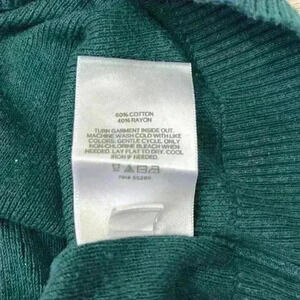 60% COTTON
40% RAYON
TURN GARMENT INSIDE OUT.
MACHINE WASH COLD WITH LIKE
COLORS, GENTLE CYCLE. ONLY
NON-CHLORINE BLEACH WHEN
NEEDED. LAY FLAT TO DRY. COOL
IRON IF NEEDED.